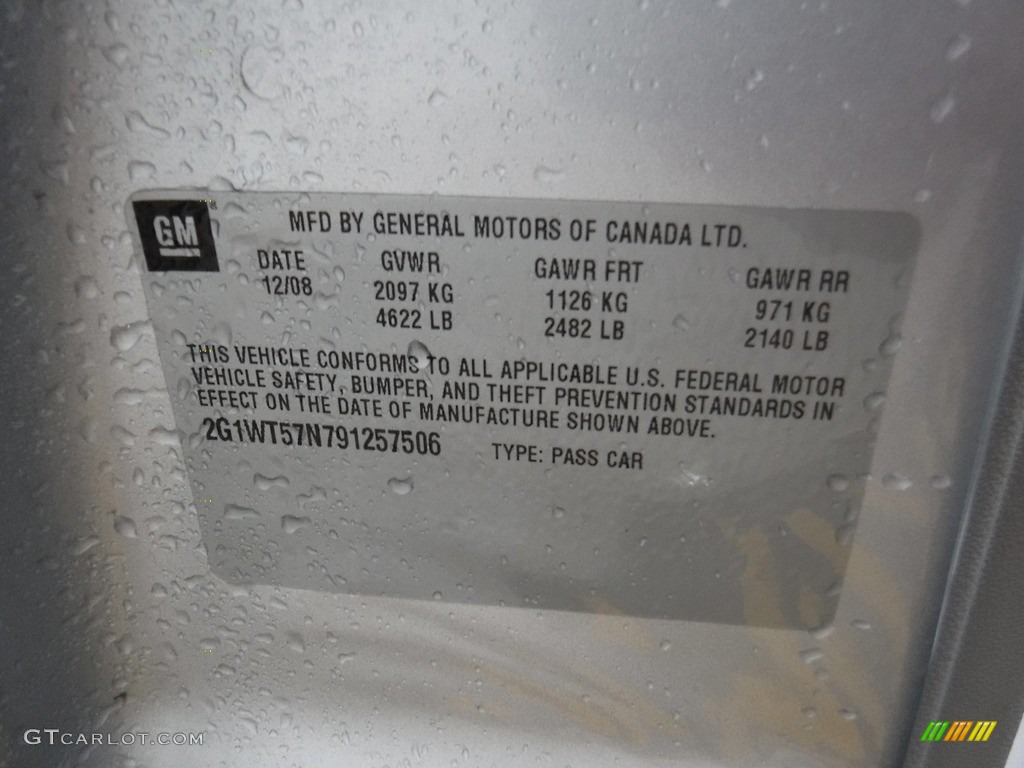 GM
MFD BY GENERAL MOTORS OF CANADA LTD.
DATE GVWR GAWR FRT GAWR RR
12/08 2097 KG 1126 KG 971 KG
4622 LB 2482 LB 2140 LB
THIS VEHICLE CONFORMS TO ALL APPLICABLE U.S. FEDERAL MOTOR
VEHICLE SAFETY, BUMPER, AND THEFT PREVENTION STANDARDS IN
EFFECT ON THE DATE OF MANUFACTURE SHOWN ABOVE.
2G1WT57N791257506 TYPE: PASS CAR
GTCARLOT.COM